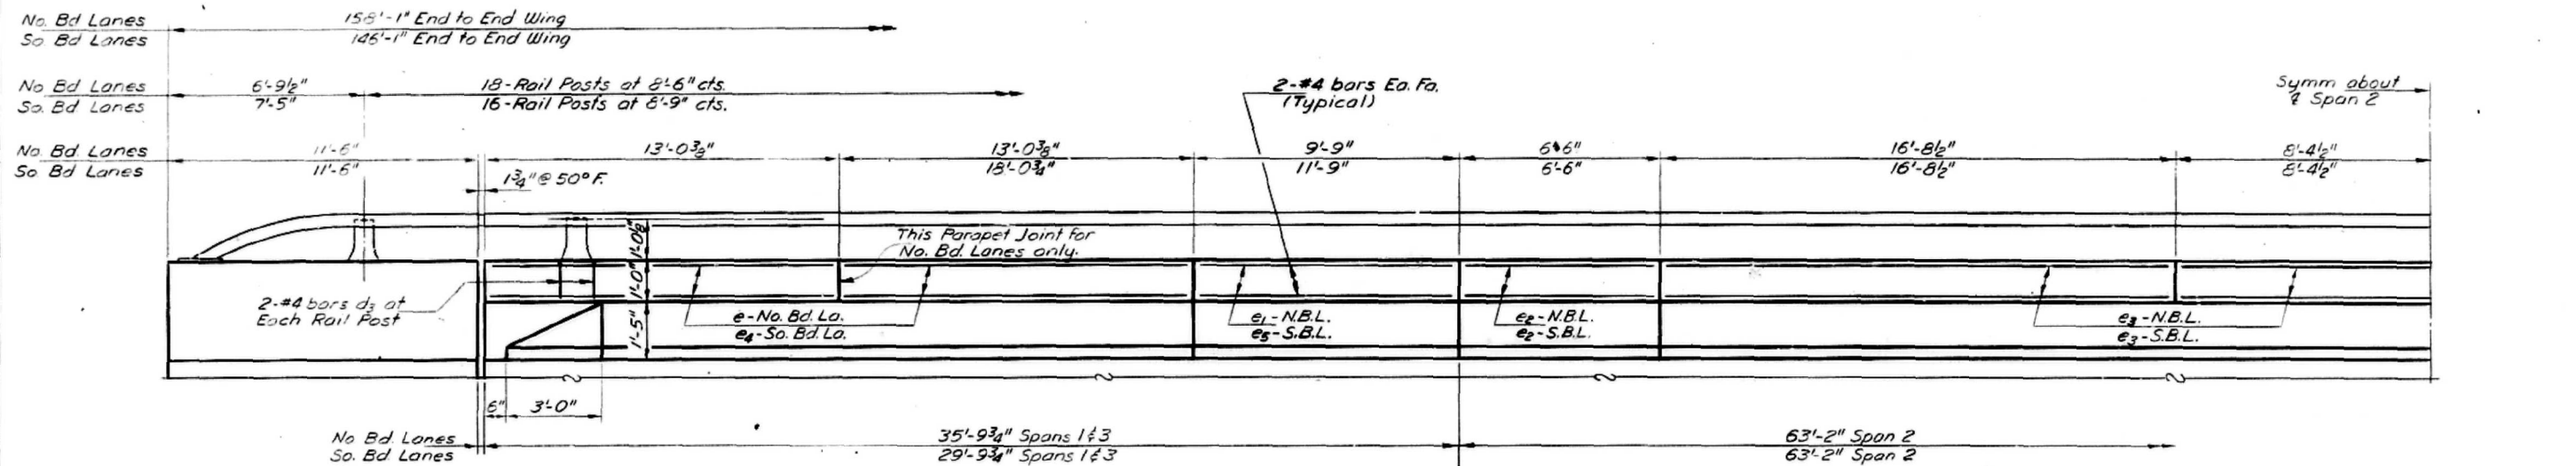 No. Bd Lanes 158'-1" End to End Wing
So Bd Lanes 146'-1" End to End Wing
No Bd Lanes 6'-9½" 18-Rail Posts at 8'-6" cts.
So. Bd Lanes 7'-5" 16-Rail Posts at 8'-9" cts.
2-#4 bars Ea. Fa.
(Typical)
Symm about
℄ Span 2
No. Bd. Lanes 11'-6" 13'-0⅜" 13'-0⅜" 9'-9" 6'-6" 16'-8½" 8'-4½"
So Bd Lanes 11'-6" 18'-0¾" 11'-9" 6'-6" 16'-8½" 8'-4½"
1¾" @ 50° F.
This Parapet Joint for
No. Bd. Lanes only.
1'-0⅛"
1'-0"
1'-5"
2-#4 bars d₃ at
Each Rail Post
e-No. Bd. La.
e₄-So. Bd. La.
e₁-N.B.L.
e₅-S.B.L.
e₂-N.B.L.
e₂-S.B.L.
e₃-N.B.L.
e₃-S.B.L.
6" 3'-0"
No Bd. Lanes 35'-9¾" Spans 1 & 3 63'-2" Span 2
So. Bd Lanes 29'-9¾" Spans 1 & 3 63'-2" Span 2